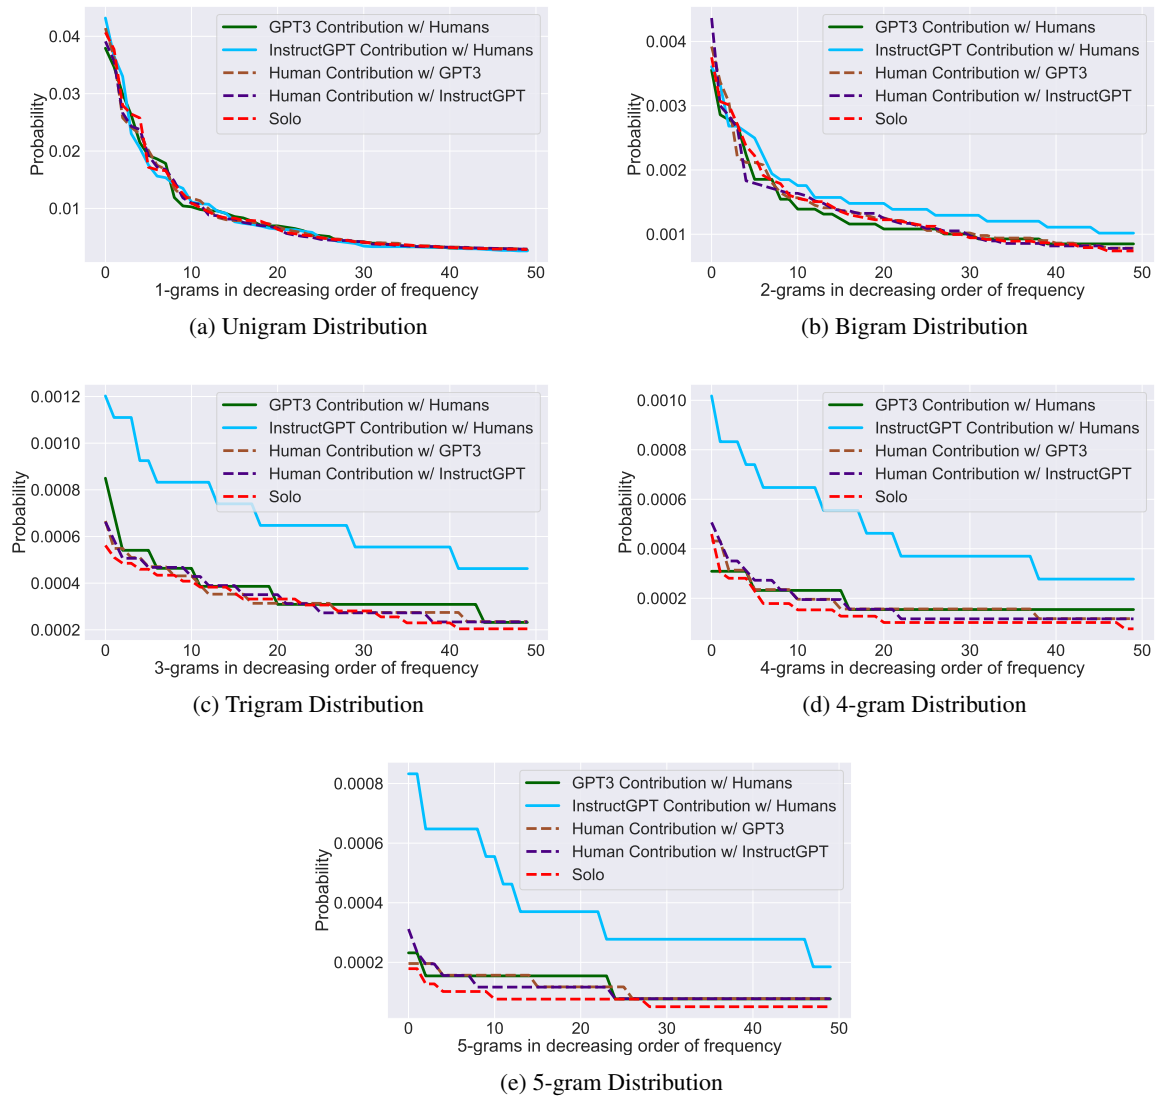 0.04
0.03
0.02
0.01
Probability
GPT3 Contribution w/ Humans
InstructGPT Contribution w/ Humans
Human Contribution w/ GPT3
Human Contribution w/ InstructGPT
Solo
0 10 20 30 40 50
1-grams in decreasing order of frequency
(a) Unigram Distribution
0.004
0.003
0.002
0.001
Probability
GPT3 Contribution w/ Humans
InstructGPT Contribution w/ Humans
Human Contribution w/ GPT3
Human Contribution w/ InstructGPT
Solo
0 10 20 30 40 50
2-grams in decreasing order of frequency
(b) Bigram Distribution
0.0012
0.0010
0.0008
0.0006
0.0004
0.0002
Probability
GPT3 Contribution w/ Humans
InstructGPT Contribution w/ Humans
Human Contribution w/ GPT3
Human Contribution w/ InstructGPT
Solo
0 10 20 30 40 50
3-grams in decreasing order of frequency
(c) Trigram Distribution
0.0010
0.0008
0.0006
0.0004
0.0002
Probability
GPT3 Contribution w/ Humans
InstructGPT Contribution w/ Humans
Human Contribution w/ GPT3
Human Contribution w/ InstructGPT
Solo
0 10 20 30 40 50
4-grams in decreasing order of frequency
(d) 4-gram Distribution
0.0008
0.0006
0.0004
0.0002
Probability
GPT3 Contribution w/ Humans
InstructGPT Contribution w/ Humans
Human Contribution w/ GPT3
Human Contribution w/ InstructGPT
Solo
0 10 20 30 40 50
5-grams in decreasing order of frequency
(e) 5-gram Distribution